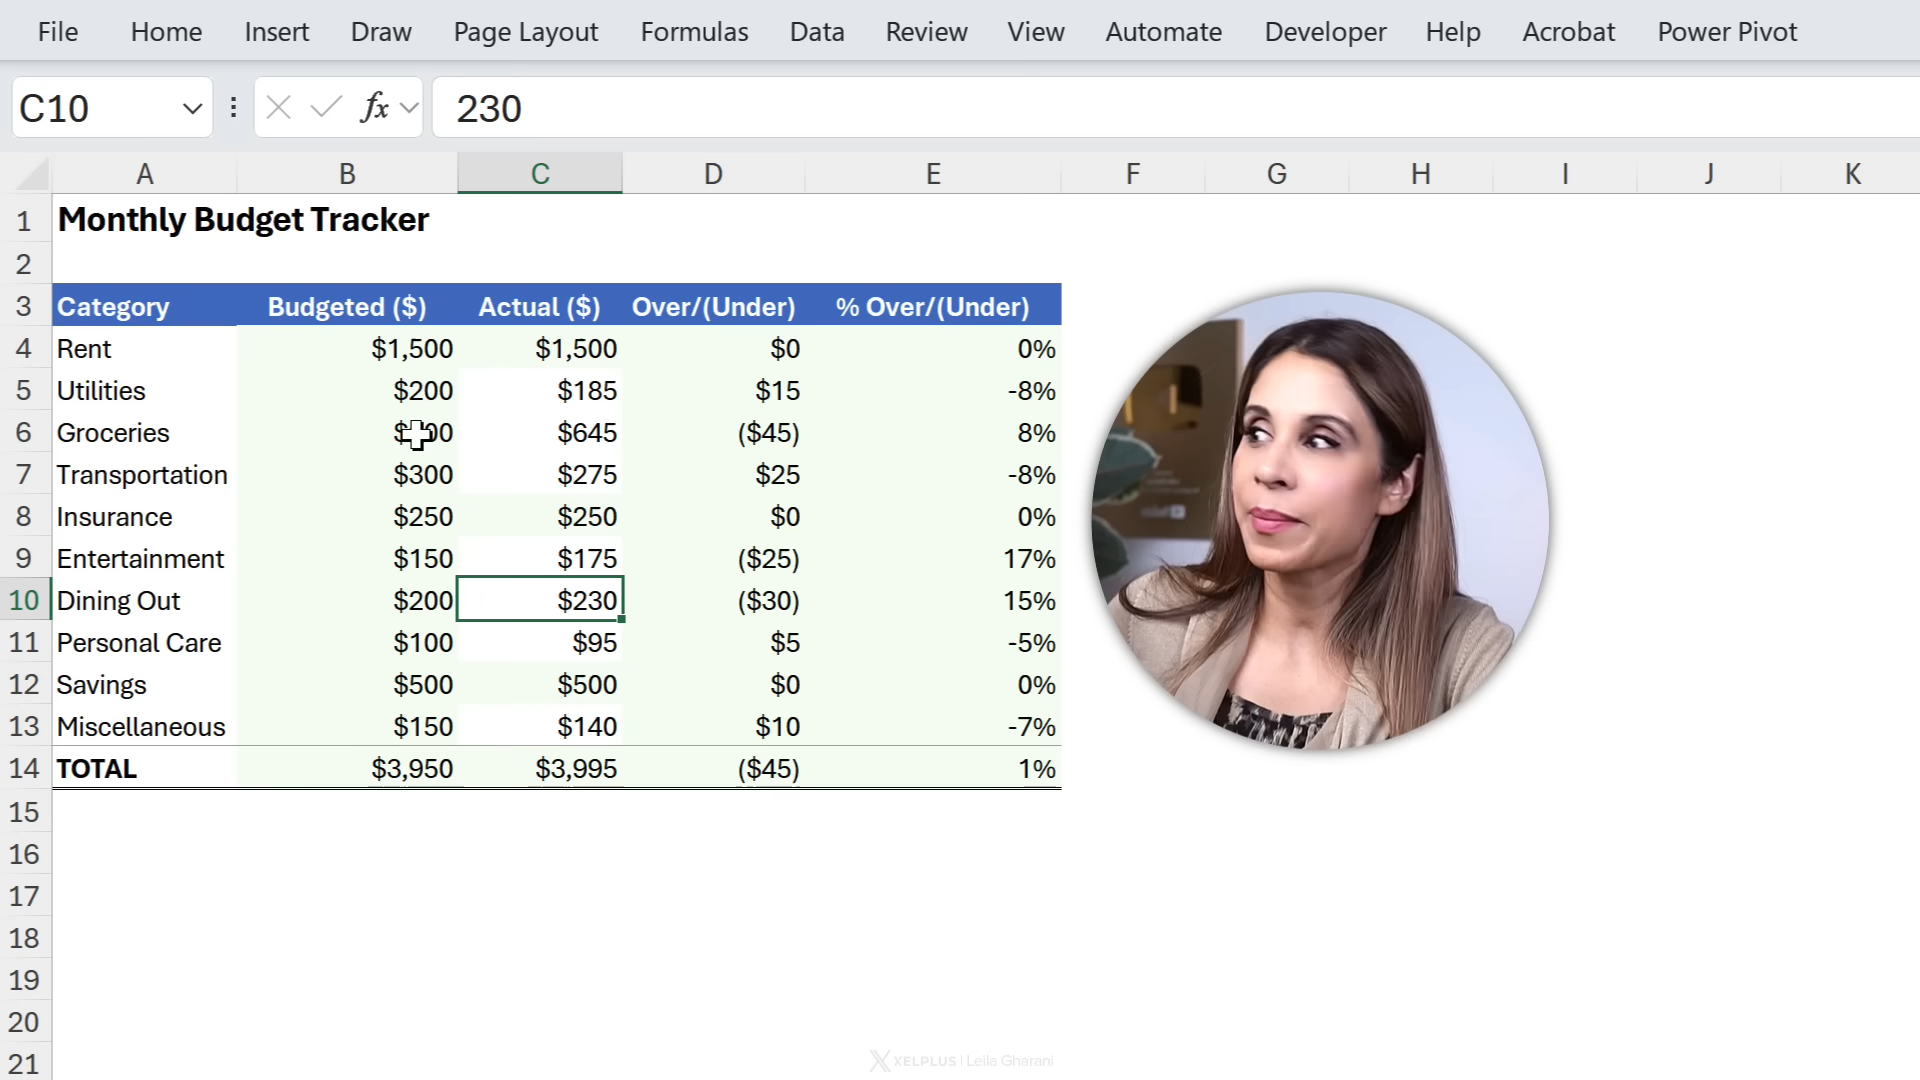 File Home Insert Draw Page Layout Formulas Data Review View Automate Developer Help Acrobat Power Pivot
C10 fx 230
A B C D E F G H I J K
1 Monthly Budget Tracker
2
3 Category Budgeted ($) Actual ($) Over/(Under) % Over/(Under)
4 Rent $1,500 $1,500 $0 0%
5 Utilities $200 $185 $15 -8%
6 Groceries $645 ($45) 8%
7 Transportation $300 $275 $25 -8%
8 Insurance $250 $250 $0 0%
9 Entertainment $150 $175 ($25) 17%
10 Dining Out $200 $230 ($30) 15%
11 Personal Care $100 $95 $5 -5%
12 Savings $500 $500 $0 0%
13 Miscellaneous $150 $140 $10 -7%
14 TOTAL $3,950 $3,995 ($45) 1%
15
16
17
18
19
20
21
XELPLUS | Leila Gharani